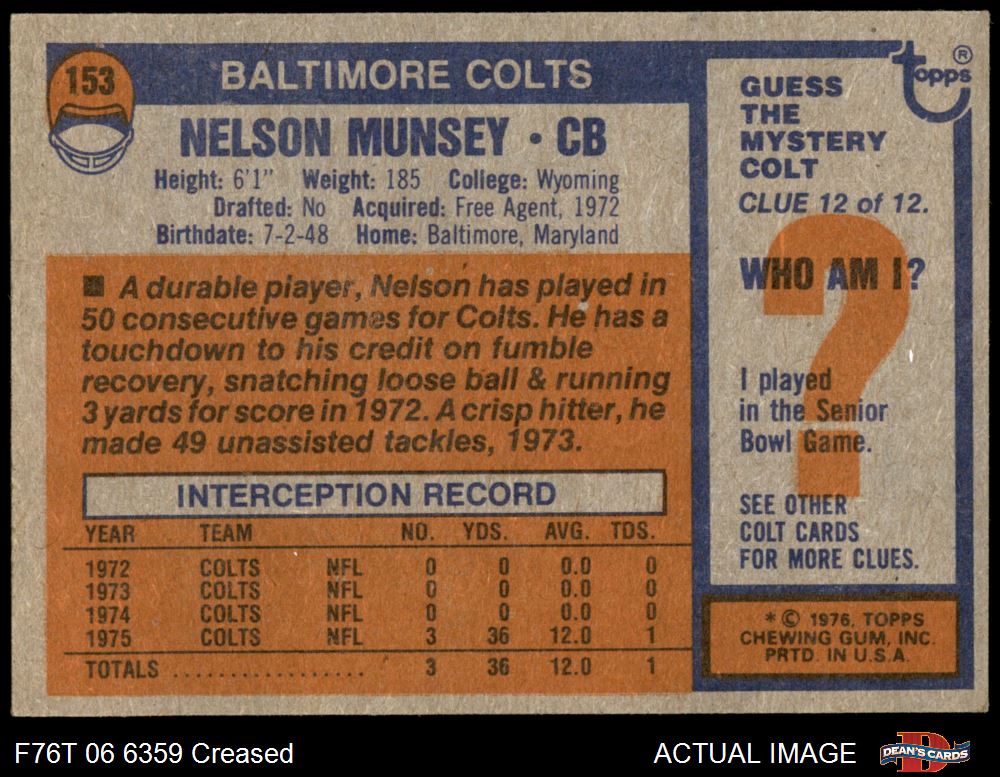 153
BALTIMORE COLTS
NELSON MUNSEY • CB
Height: 6'1" Weight: 185 College: Wyoming
Drafted: No Acquired: Free Agent, 1972
Birthdate: 7-2-48 Home: Baltimore, Maryland
■ A durable player, Nelson has played in
50 consecutive games for Colts. He has a
touchdown to his credit on fumble
recovery, snatching loose ball & running
3 yards for score in 1972. A crisp hitter, he
made 49 unassisted tackles, 1973.
INTERCEPTION RECORD
YEAR TEAM NO. YDS. AVG. TDS.
1972 COLTS NFL 0 0 0.0 0
1973 COLTS NFL 0 0 0.0 0
1974 COLTS NFL 0 0 0.0 0
1975 COLTS NFL 3 36 12.0 1
TOTALS .................. 3 36 12.0 1
topps®
GUESS
THE
MYSTERY
COLT
CLUE 12 of 12.
WHO AM I?
?
I played
in the Senior
Bowl Game.
SEE OTHER
COLT CARDS
FOR MORE CLUES.
* © 1976, TOPPS
CHEWING GUM, INC.
PRTD. IN U.S.A.
F76T 06 6359 Creased
ACTUAL IMAGE
DEAN'S CARDS